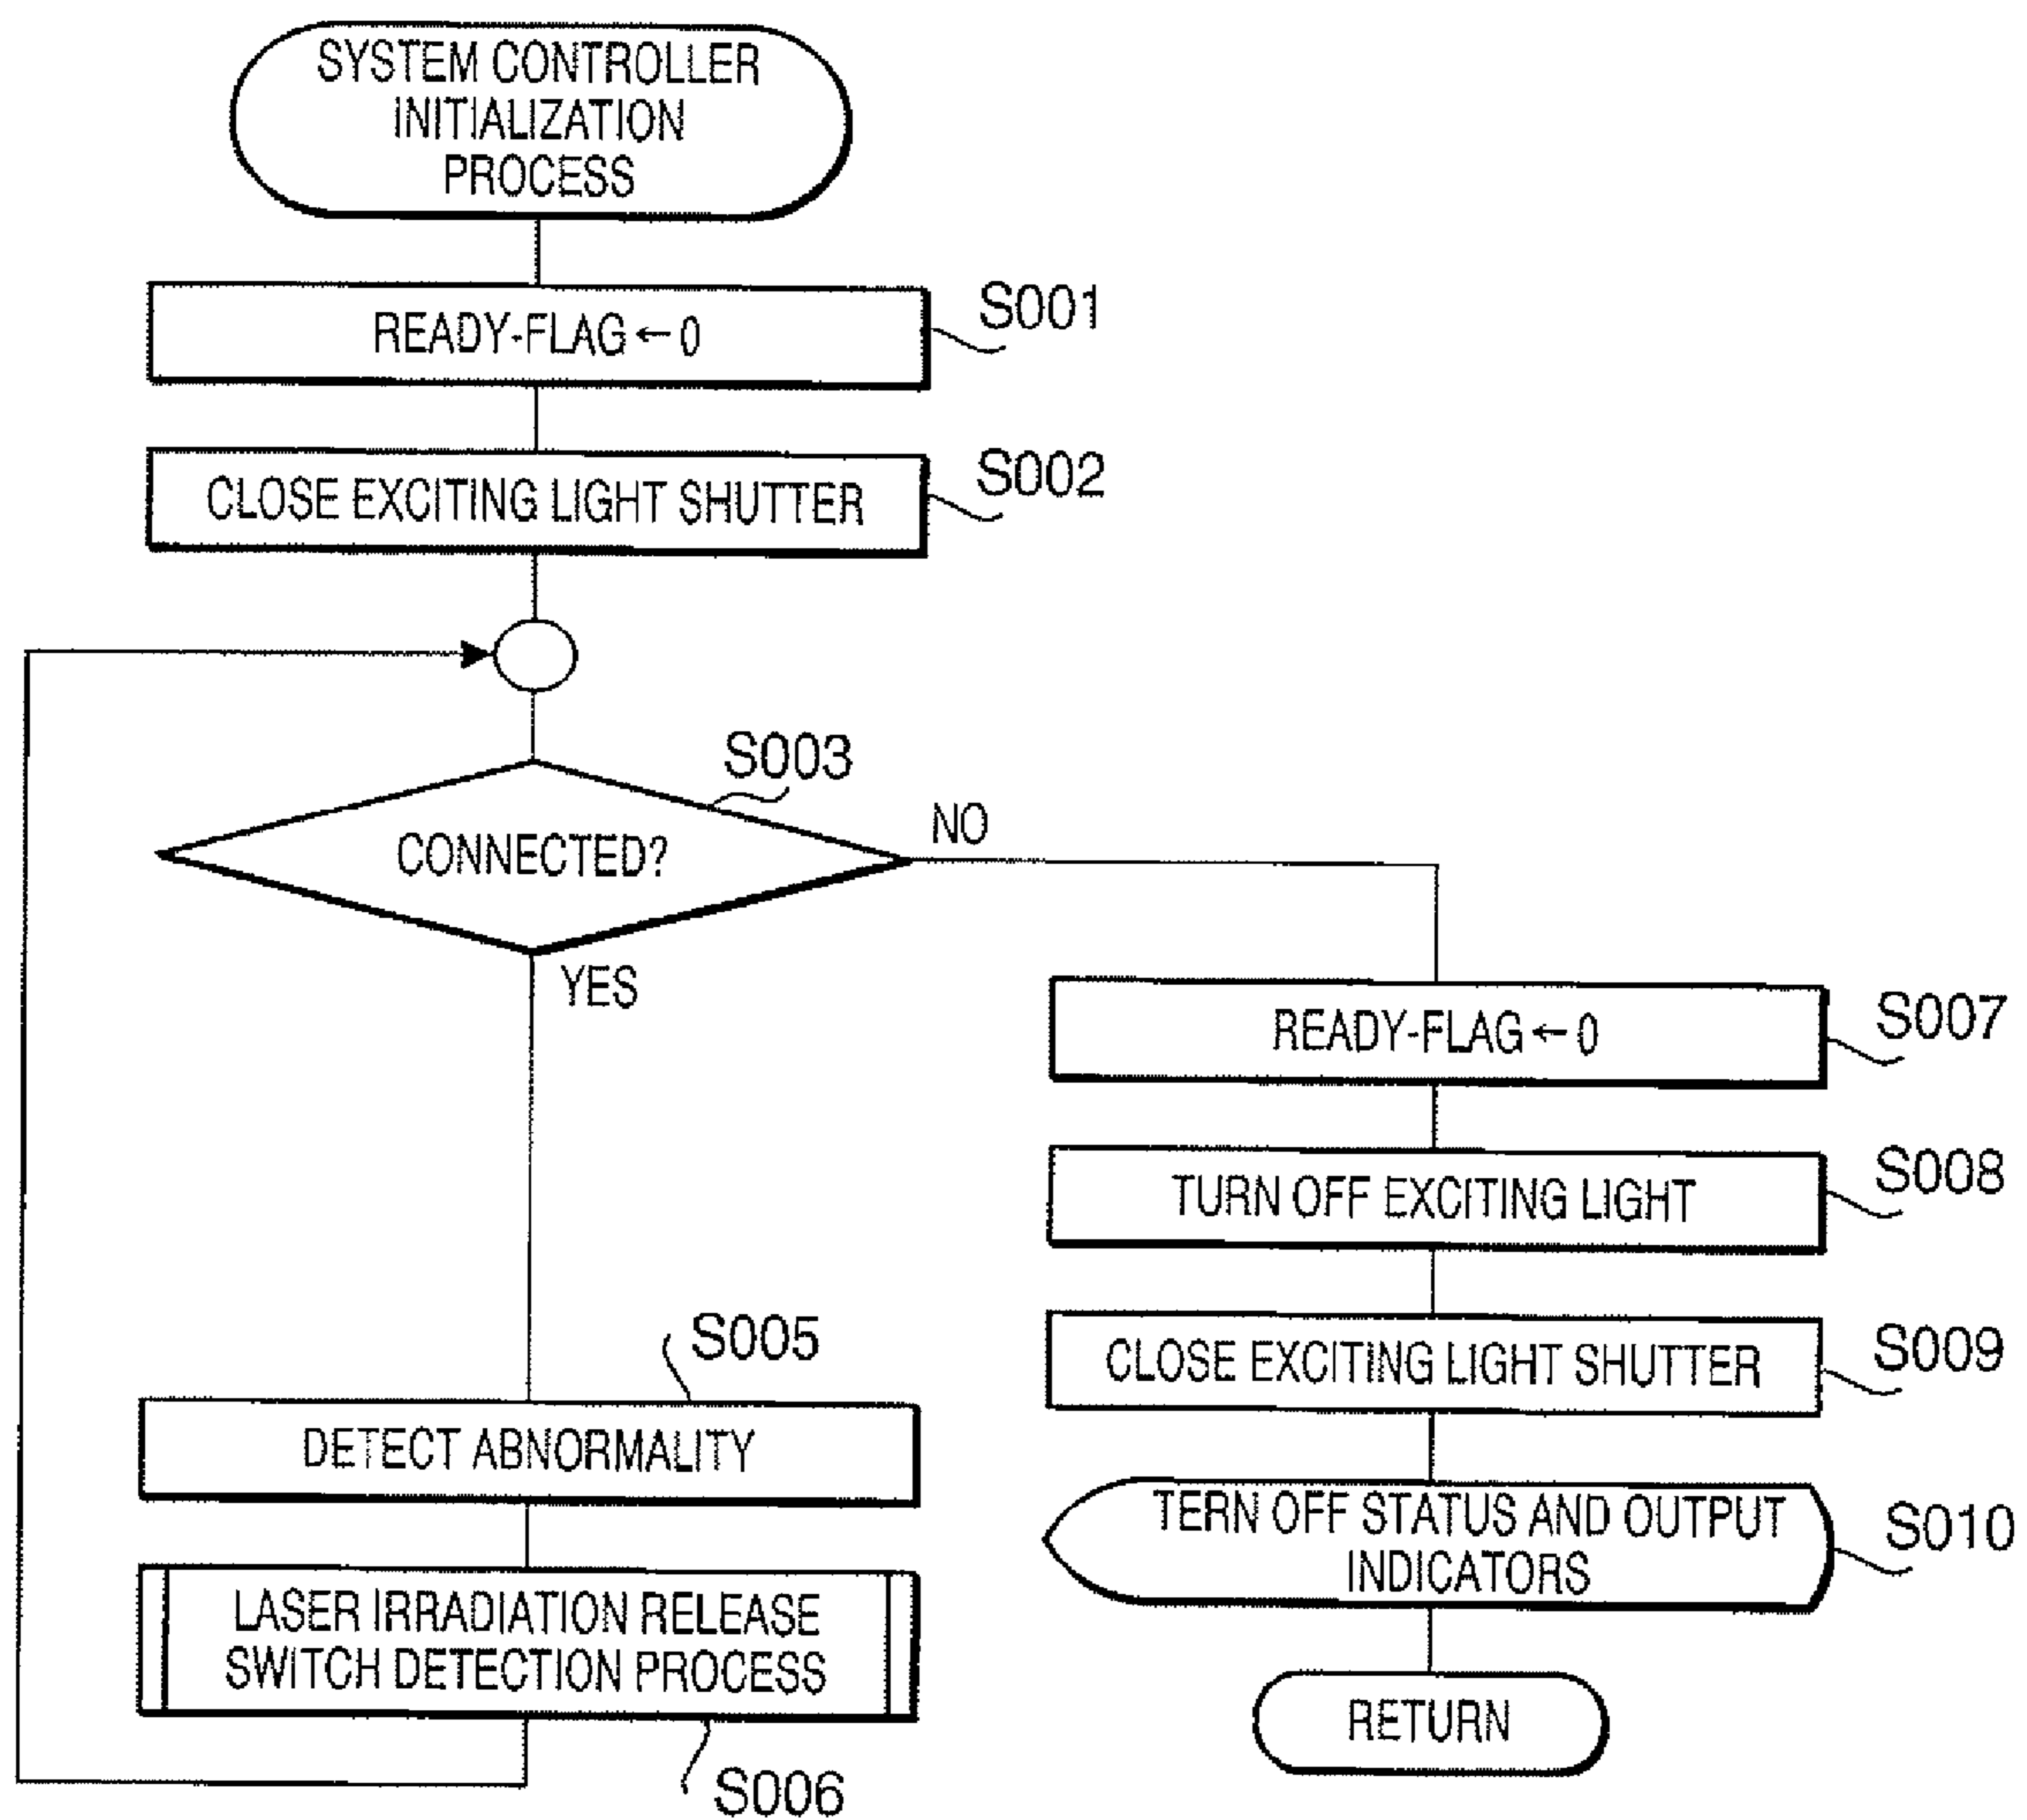 SYSTEM CONTROLLER
INITIALIZATION
PROCESS
READY-FLAG ← 0
S001
CLOSE EXCITING LIGHT SHUTTER
S002
S003
CONNECTED?
NO
YES
READY-FLAG ← 0
S007
TURN OFF EXCITING LIGHT
S008
CLOSE EXCITING LIGHT SHUTTER
S009
S005
DETECT ABNORMALITY
TERN OFF STATUS AND OUTPUT
INDICATORS
S010
LASER IRRADIATION RELEASE
SWITCH DETECTION PROCESS
S006
RETURN